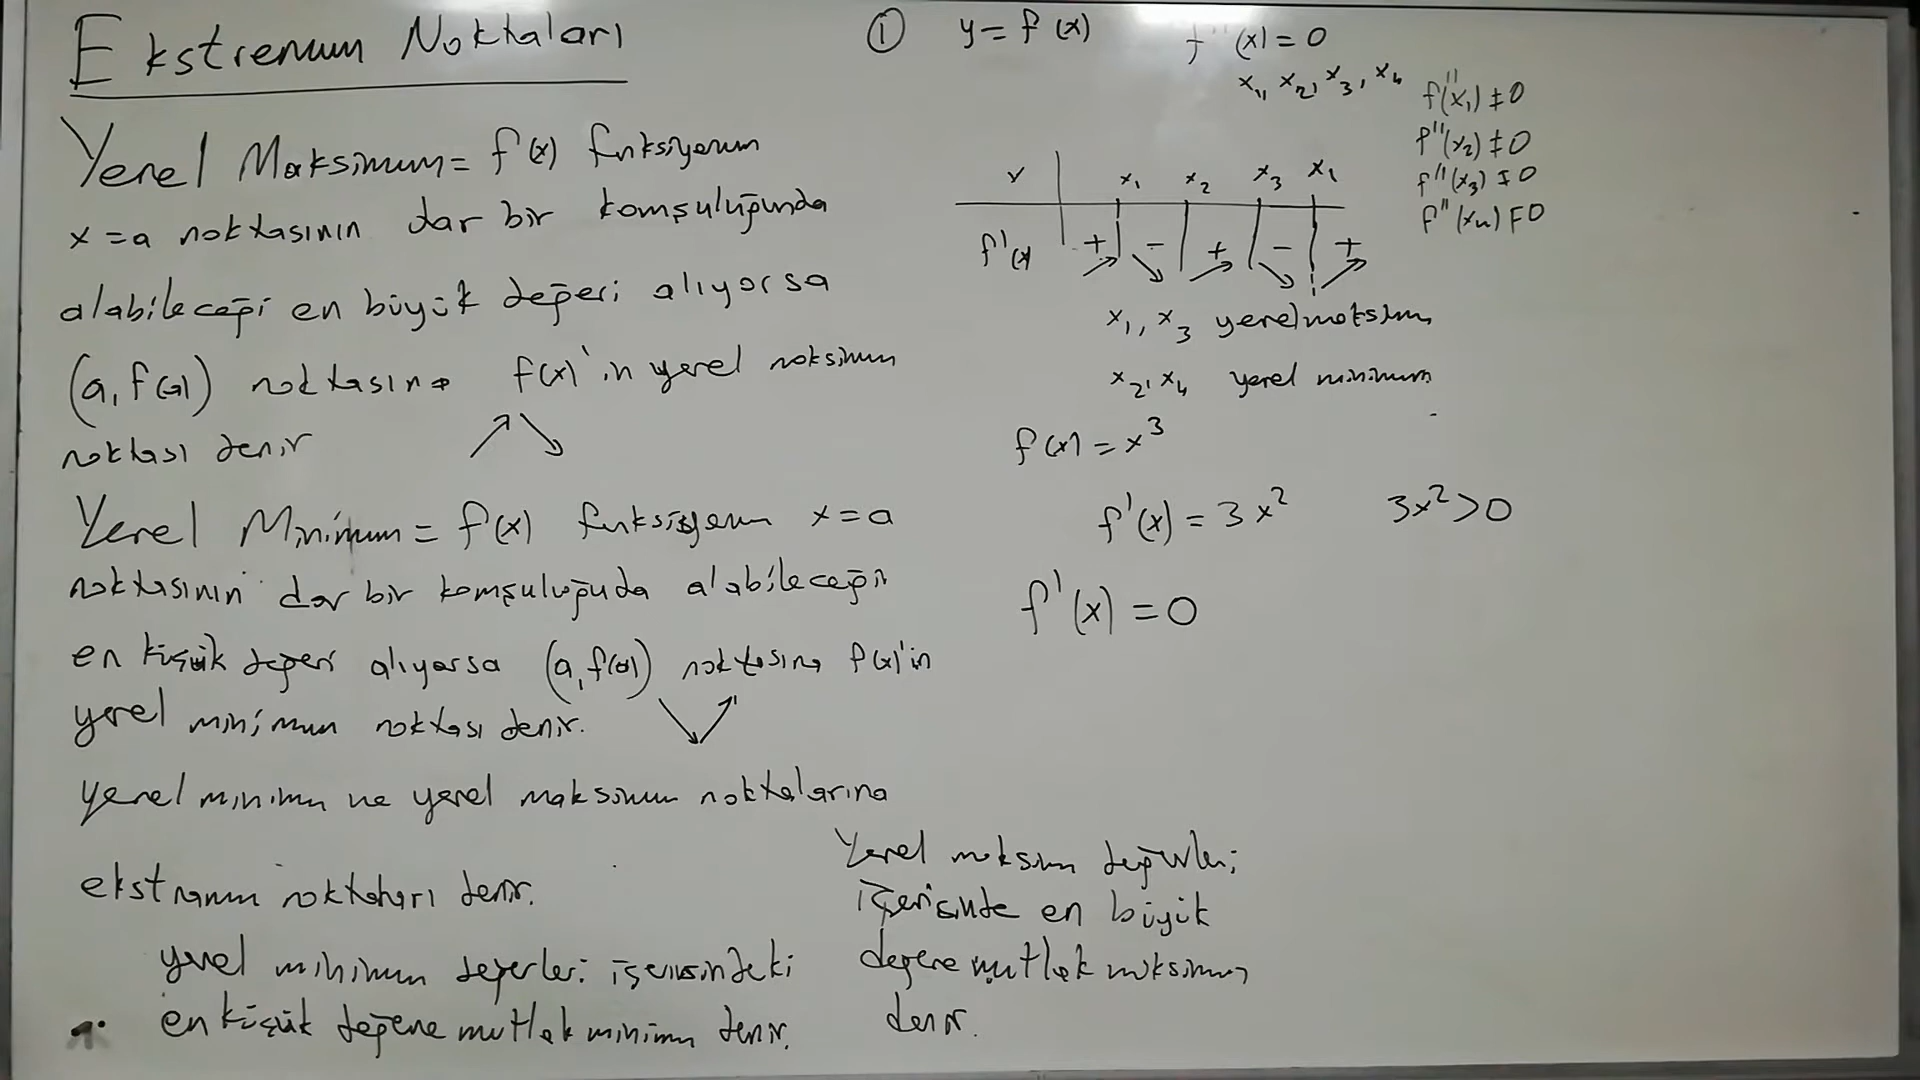 Ekstremum Noktaları
Yerel Maksimum = f(x) fonksiyonun
x = a noktasının dar bir komşuluğunda
alabileceği en büyük değeri alıyorsa
(a, f(a)) noktasına f(x)'in yerel maksimum
noktası denir
Yerel Minimum = f(x) fonksiyonun x = a
noktasının dar bir komşuluğuda alabileceği
en küçük değeri alıyorsa (a, f(a)) noktasına f(x)'in
yerel minimum noktası denir.
yerel minimum ve yerel maksimum noktalarına
ekstremum noktaları denir.
yerel minimum değerleri içerisindeki
en küçük değere mutlak minimum denir.
① y = f(x) f''(x) = 0
x₁, x₂, x₃, x₄
f''(x₁) ≠ 0
f''(x₂) ≠ 0
f''(x₃) ≠ 0
f''(x₄) ≠ 0
x x₁ x₂ x₃ x₁
f'(x) + - + - +
x₁, x₃ yerel maksimum
x₂, x₄ yerel minimum
f(x) = x³
f'(x) = 3x² 3x² > 0
f'(x) = 0
Yerel maksimum değerleri
içerisinde en büyük
değere mutlak maksimum
denir.